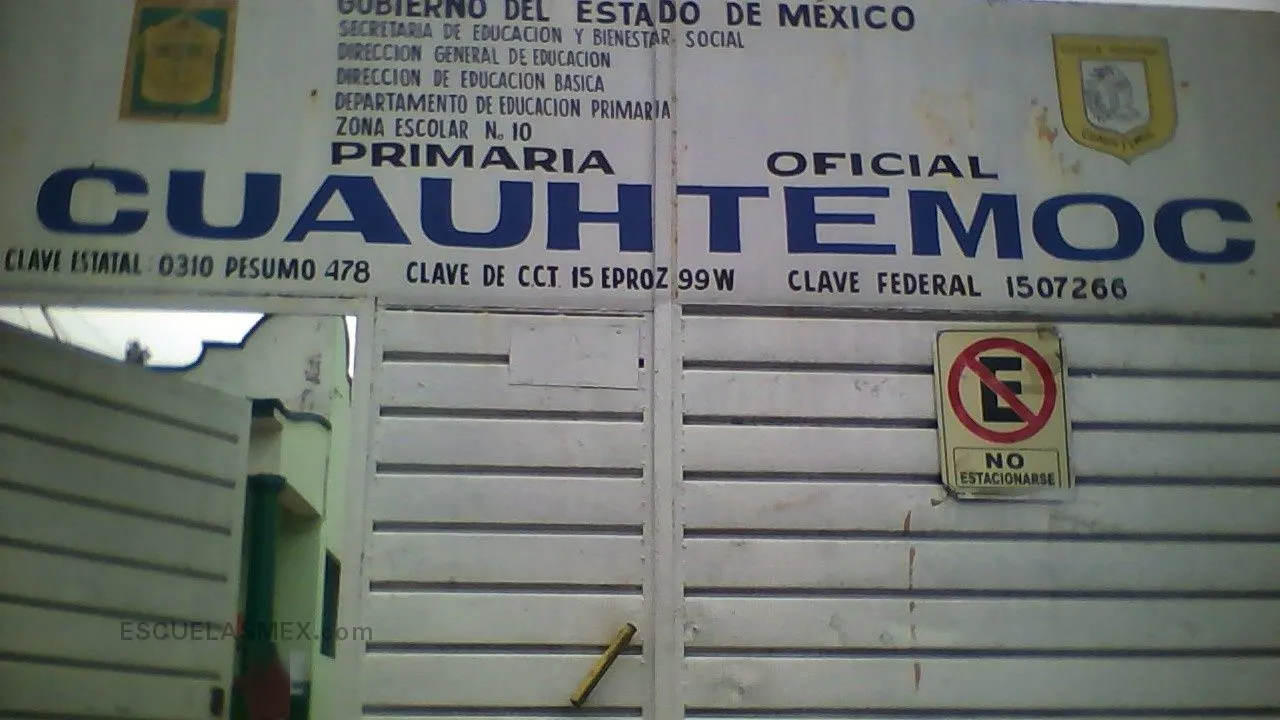 GOBIERNO DEL ESTADO DE MÉXICO
SECRETARIA DE EDUCACION Y BIENESTAR SOCIAL
DIRECCION GENERAL DE EDUCACION
DIRECCION DE EDUCACION BASICA
DEPARTAMENTO DE EDUCACION PRIMARIA
ZONA ESCOLAR No. 10
PRIMARIA OFICIAL
CUAUHTEMOC
CLAVE ESTATAL 0310 PESUMO 478 CLAVE DE C.C.T. 15 EPROZ 99 W CLAVE FEDERAL 1507266
E
NO
ESTACIONARSE
ESCUELASMEX.com